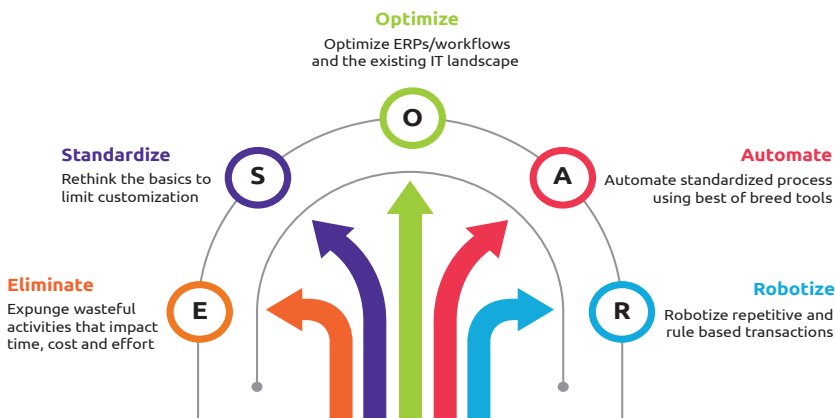 Optimize
Optimize ERPs/workflows
and the existing IT landscape
O
Standardize
Rethink the basics to
limit customization
S
A
Automate
Automate standardized process
using best of breed tools
Eliminate
Expunge wasteful
activities that impact
time, cost and effort
E
R
Robotize
Robotize repetitive and
rule based transactions